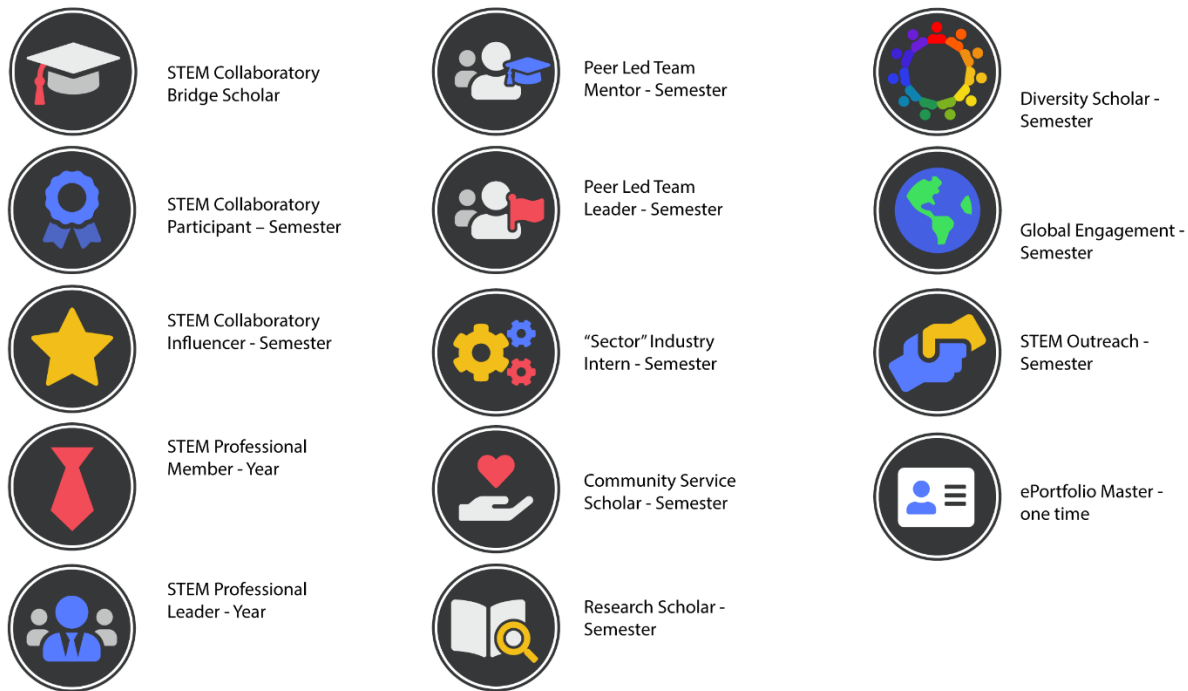 STEM Collaboratory
Bridge Scholar
STEM Collaboratory
Participant – Semester
STEM Collaboratory
Influencer - Semester
STEM Professional
Member - Year
STEM Professional
Leader - Year
Peer Led Team
Mentor - Semester
Peer Led Team
Leader - Semester
“Sector” Industry
Intern - Semester
Community Service
Scholar - Semester
Research Scholar -
Semester
Diversity Scholar -
Semester
Global Engagement -
Semester
STEM Outreach -
Semester
ePortfolio Master -
one time